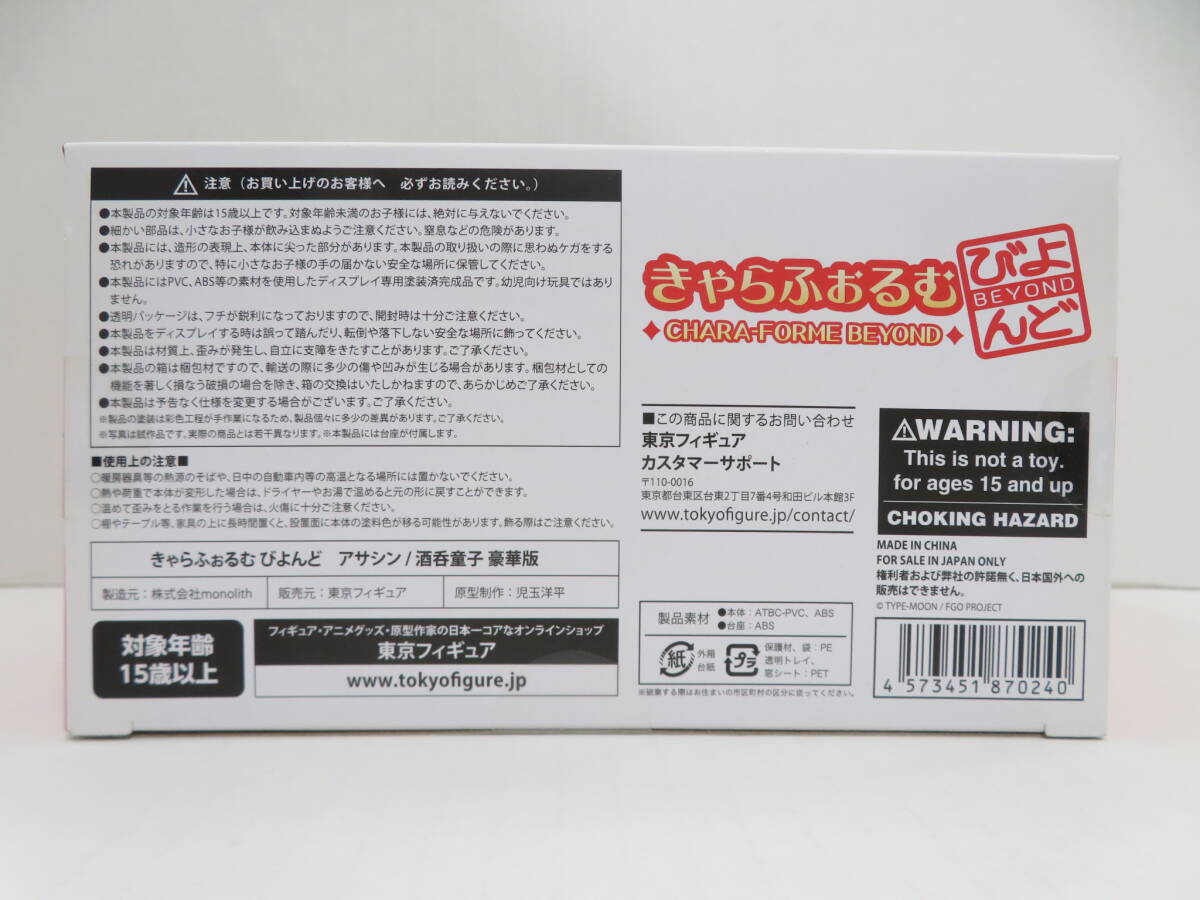 ⚠ 注意（お買い上げのお客様へ 必ずお読みください。）
●本製品の対象年齢は15歳以上です。対象年齢未満のお子様には、絶対に与えないでください。
●細かい部品は、小さなお子様が飲み込まぬようご注意ください。窒息などの危険があります。
●本製品には、造形の表現上、本体に尖った部分があります。本製品の取り扱いの際に思わぬケガをする
恐れがありますので、特に小さなお子様の手の届かない安全な場所に保管してください。
●本製品にはPVC、ABS等の素材を使用したディスプレイ専用塗装済完成品です。幼児向け玩具ではあり
ません。
●透明パッケージは、フチが鋭利になっておりますので、開封時は十分ご注意ください。
●本製品をディスプレイする時は誤って踏んだり、転倒や落下しない安全な場所に飾ってください。
●本製品は材質上、歪みが発生し、自立に支障をきたすことがあります。ご了承ください。
●本製品の箱は梱包材ですので、輸送の際に多少の傷や凹みが生じる場合があります。梱包材としての
機能を著しく損なう破損の場合を除き、箱の交換はいたしかねますので、あらかじめご了承ください。
●本製品は予告なく仕様を変更する場合がございます。ご了承ください。
※製品の塗装は彩色工程が手作業になるため、製品個々に多少の差異があります。ご了承ください。
※写真は試作品です。実際の商品とは若干異なります。※本製品には台座が付属します。
■使用上の注意■
○暖房器具等の熱源のそばや、日中の自動車内等の高温となる場所には置かないでください。
○熱や荷重で本体が変形した場合は、ドライヤーやお湯で温めると元の形に戻すことができます。
○温めて歪みをとる作業を行う場合は、火傷に十分ご注意ください。
○棚やテーブル等、家具の上に長時間置くと、設置面に本体の塗料色が移る可能性があります。飾る際はご注意ください。
きゃらふぉるむ びよんど アサシン / 酒呑童子 豪華版
製造元：株式会社monolith 販売元：東京フィギュア 原型制作：児玉洋平
対象年齢
15歳以上
フィギュア・アニメグッズ・原型作家の日本一コアなオンラインショップ
東京フィギュア
www.tokyofigure.jp
きゃらふぉるむ
CHARA-FORME BEYOND
びよ
BEYOND
んど
■この商品に関するお問い合わせ
東京フィギュア
カスタマーサポート
〒110-0016
東京都台東区台東2丁目7番4号和田ビル本館3F
www.tokyofigure.jp/contact/
製品素材
●本体：ATBC-PVC、ABS
●台座：ABS
紙
外箱
台紙
プラ
保護材、袋：PE
透明トレイ、
窓シート：PET
※破棄する際はお住まいの市区町村の区分に従ってください。
⚠WARNING:
This is not a toy.
for ages 15 and up
CHOKING HAZARD
MADE IN CHINA
FOR SALE IN JAPAN ONLY
権利者および弊社の許諾無く、日本国外への
販売はできません。
© TYPE-MOON / FGO PROJECT
4 573451 870240